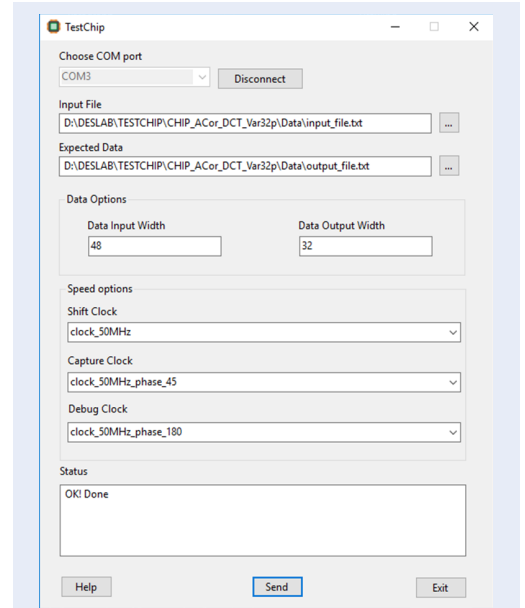 TestChip
Choose COM port
COM3
Disconnect
Input File
D:\DESLAB\TESTCHIP\CHIP_ACor_DCT_Var32p\Data\input_file.txt
...
Expected Data
D:\DESLAB\TESTCHIP\CHIP_ACor_DCT_Var32p\Data\output_file.txt
...
Data Options
Data Input Width Data Output Width
48 32
Speed options
Shift Clock
clock_50MHz
Capture Clock
clock_50MHz_phase_45
Debug Clock
clock_50MHz_phase_180
Status
OK! Done
Help Send Exit